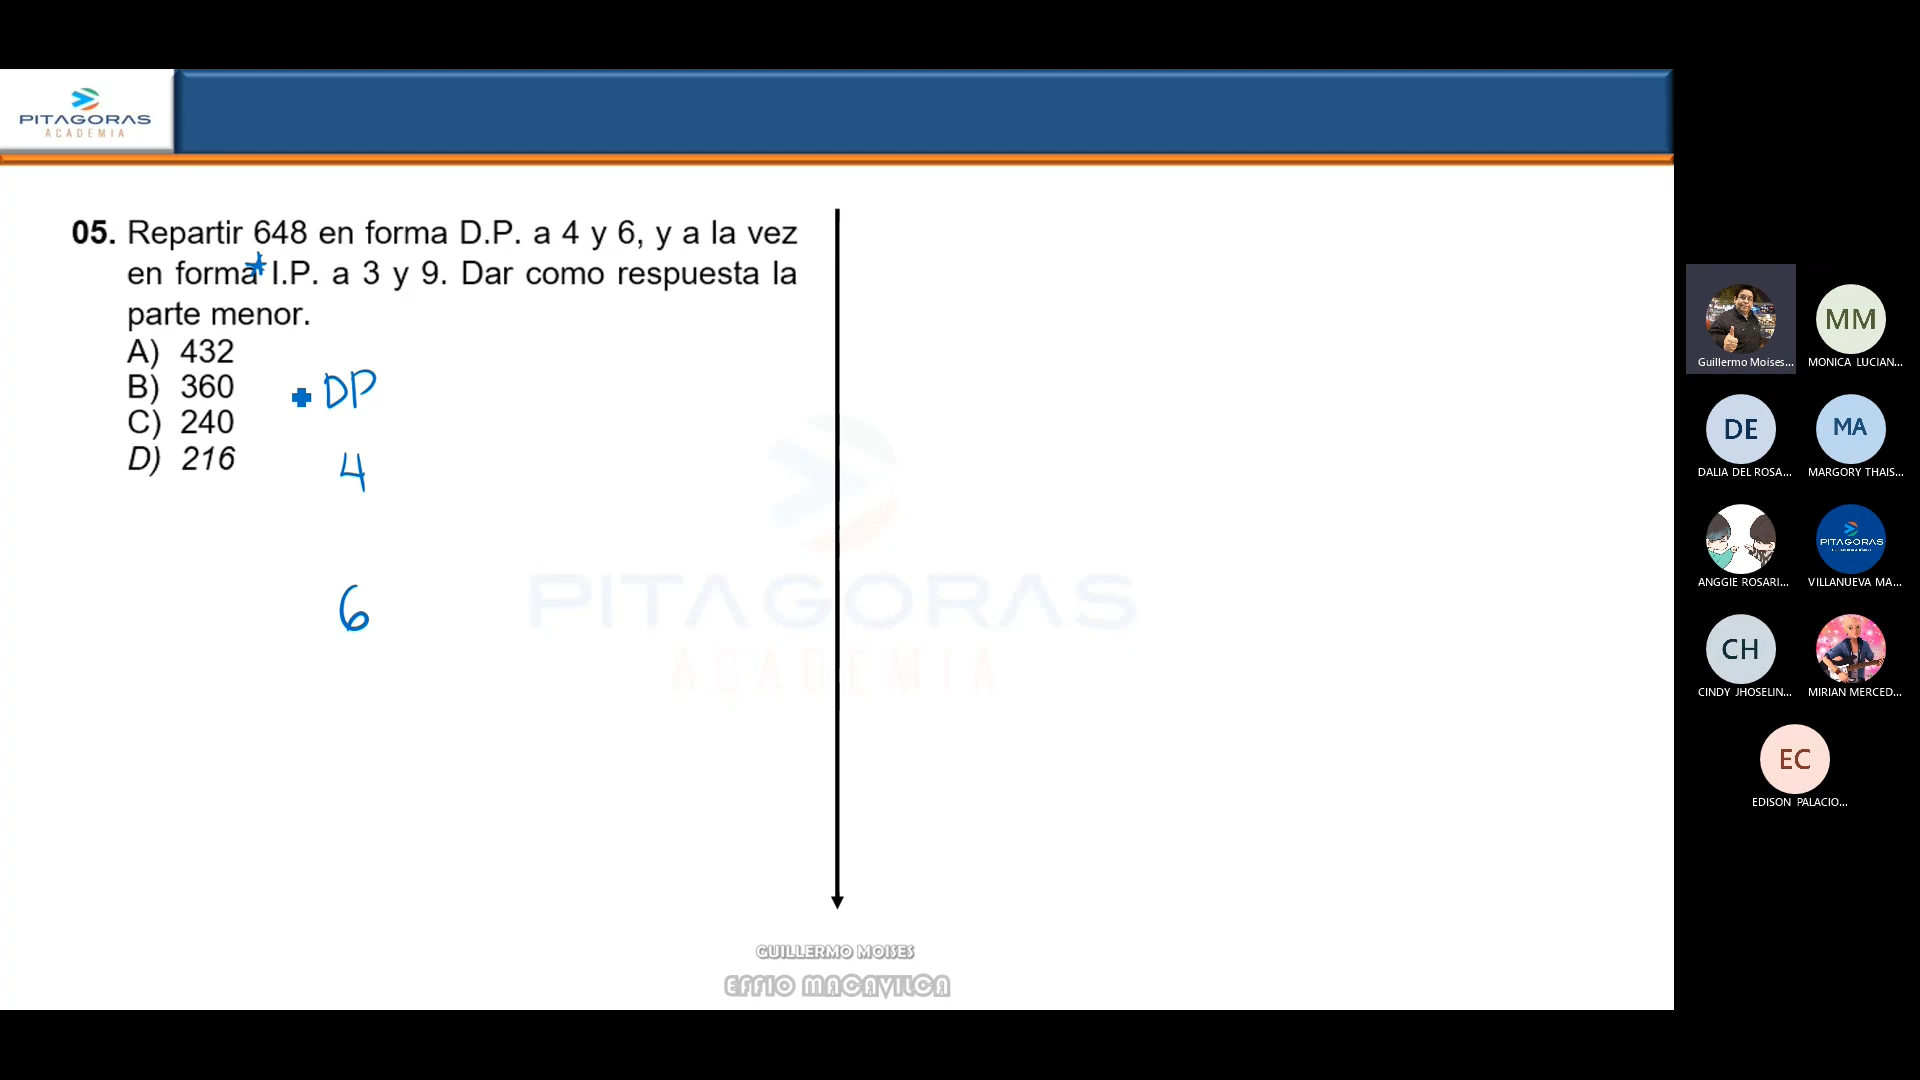 PITAGORAS
ACADEMIA
05. Repartir 648 en forma D.P. a 4 y 6, y a la vez
en forma I.P. a 3 y 9. Dar como respuesta la
parte menor.
A) 432
B) 360
C) 240
D) 216
DP
4
6
PITAGORAS
ACADEMIA
GUILLERMO MOISES
EFFIO MACAVILCA
Guillermo Moises...
MM
MONICA LUCIAN...
DE
DALIA DEL ROSA...
MA
MARGORY THAIS...
ANGGIE ROSARI...
PITAGORAS
VILLANUEVA MA...
CH
CINDY JHOSELIN...
MIRIAN MERCED...
EC
EDISON PALACIO...